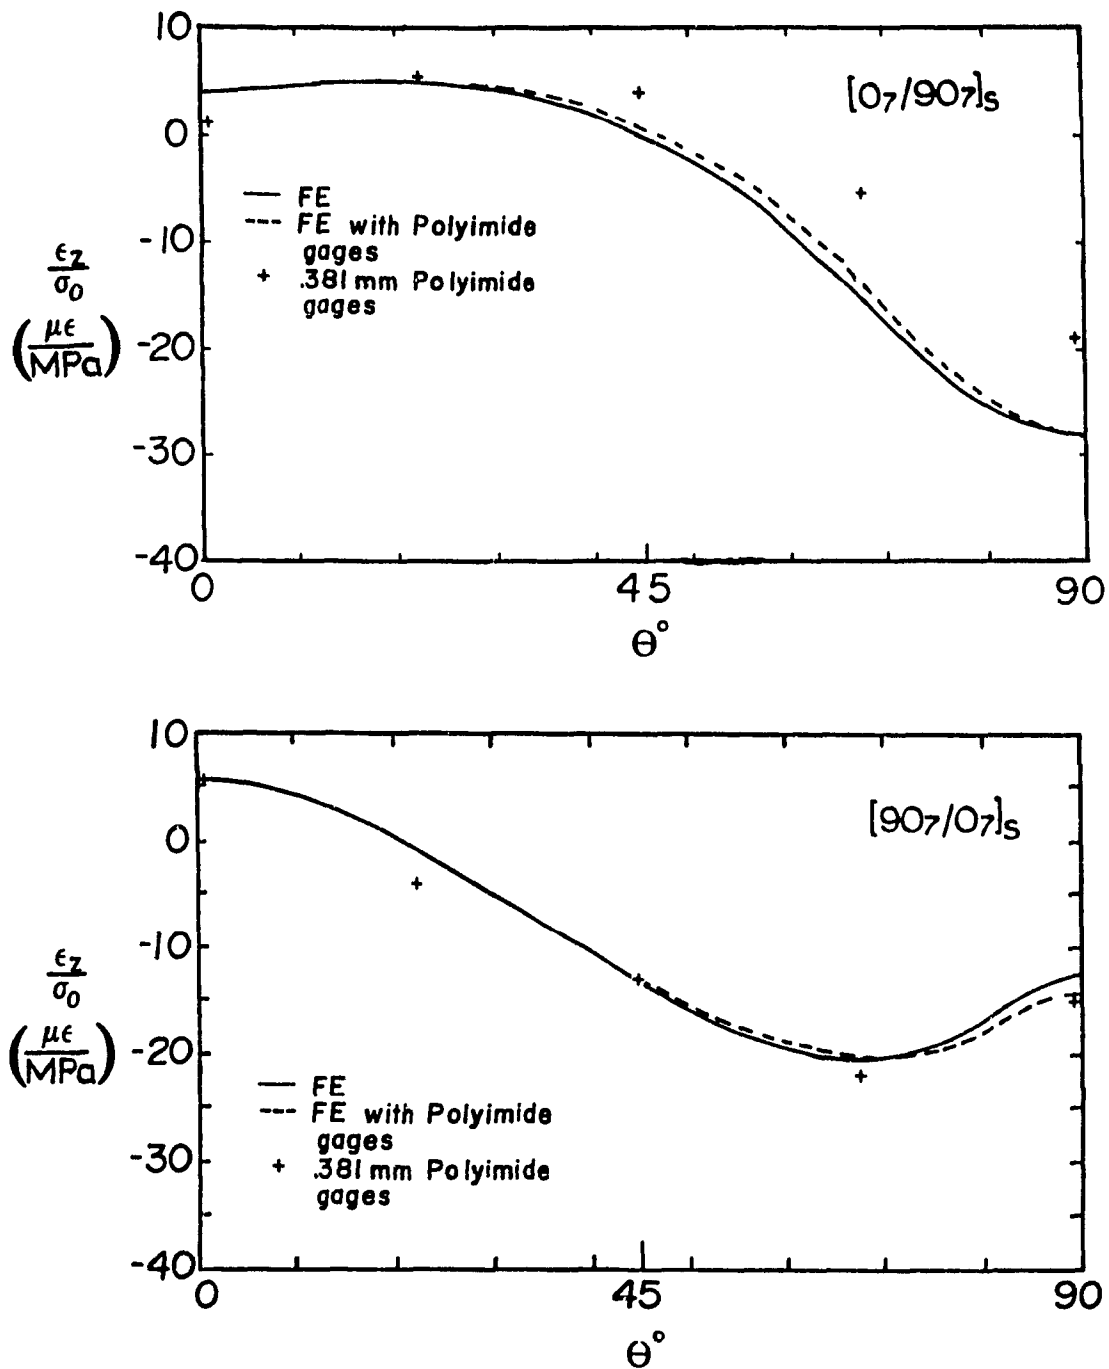 10
0
-10
-20
-30
-40
ϵz
σ0
(με
MPa)
[07/907]s
FE
FE with Polyimide
gages
+ .381 mm Polyimide
gages
0 45 90
θ°
10
0
-10
-20
-30
-40
ϵz
σ0
(με
MPa)
[907/07]s
FE
FE with Polyimide
gages
+ .381 mm Polyimide
gages
0 45 90
θ°